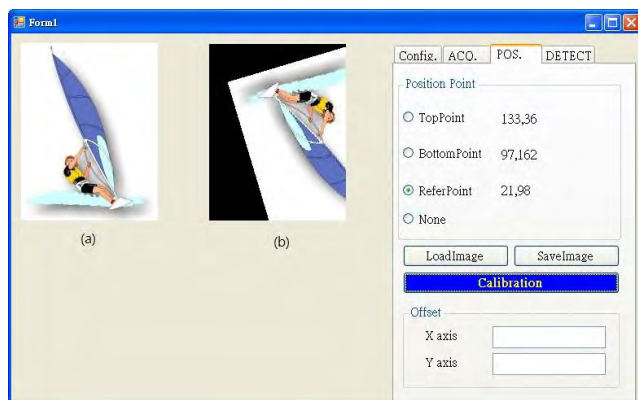 Form1
Config. ACQ. POS. DETECT
Position Point
TopPoint 133,36
BottomPoint 97,162
ReferPoint 21,98
None
LoadImage SaveImage
Calibration
Offset
X axis
Y axis
(a) (b)